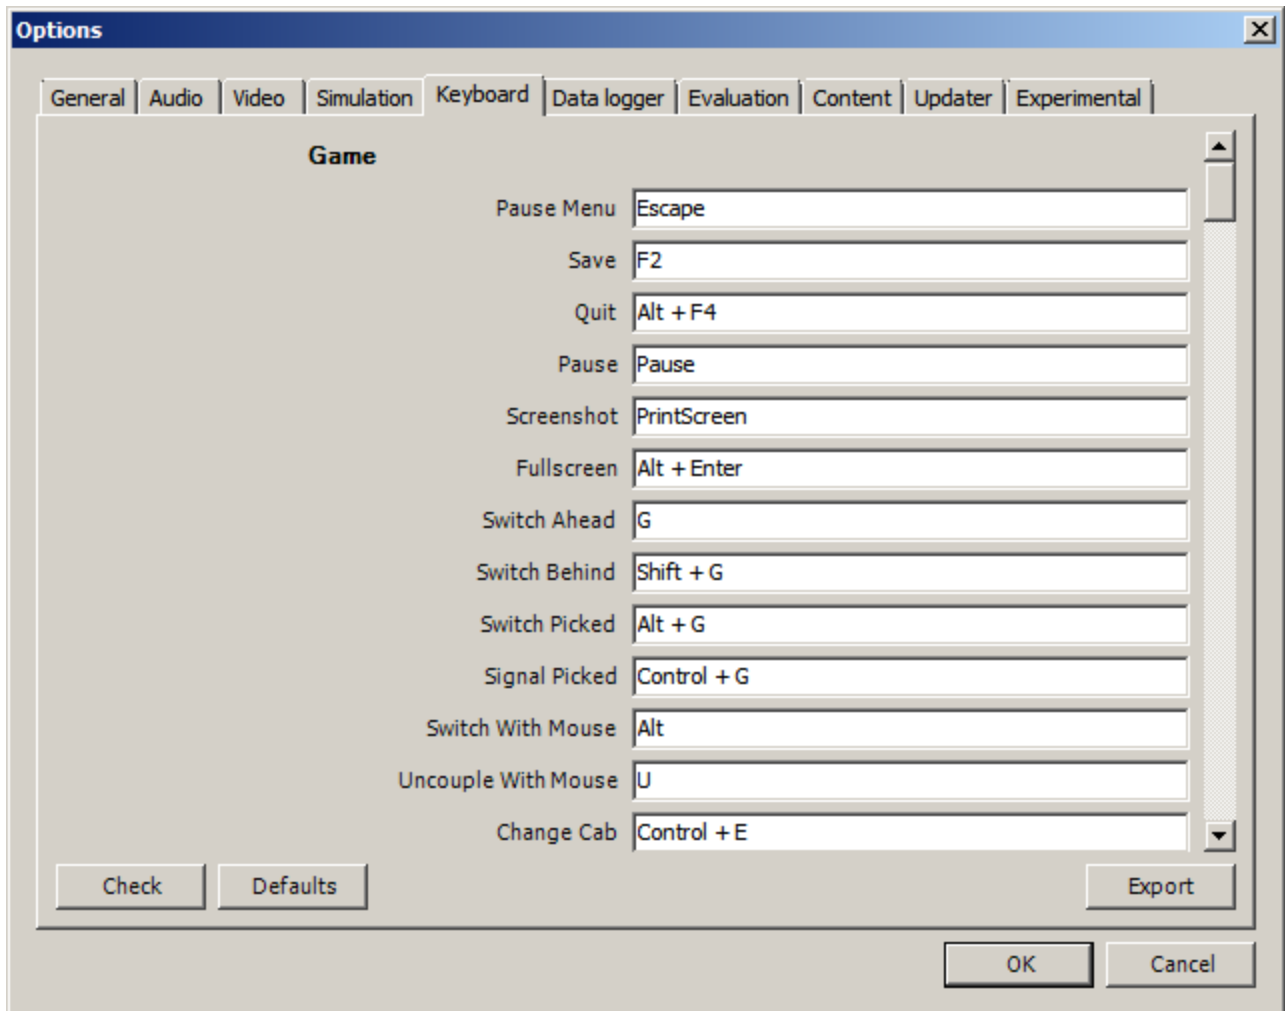 Options
General Audio Video Simulation Keyboard Data logger Evaluation Content Updater Experimental
Game
Pause Menu Escape
Save F2
Quit Alt + F4
Pause Pause
Screenshot PrintScreen
Fullscreen Alt + Enter
Switch Ahead G
Switch Behind Shift + G
Switch Picked Alt + G
Signal Picked Control + G
Switch With Mouse Alt
Uncouple With Mouse U
Change Cab Control + E
Check Defaults Export
OK Cancel